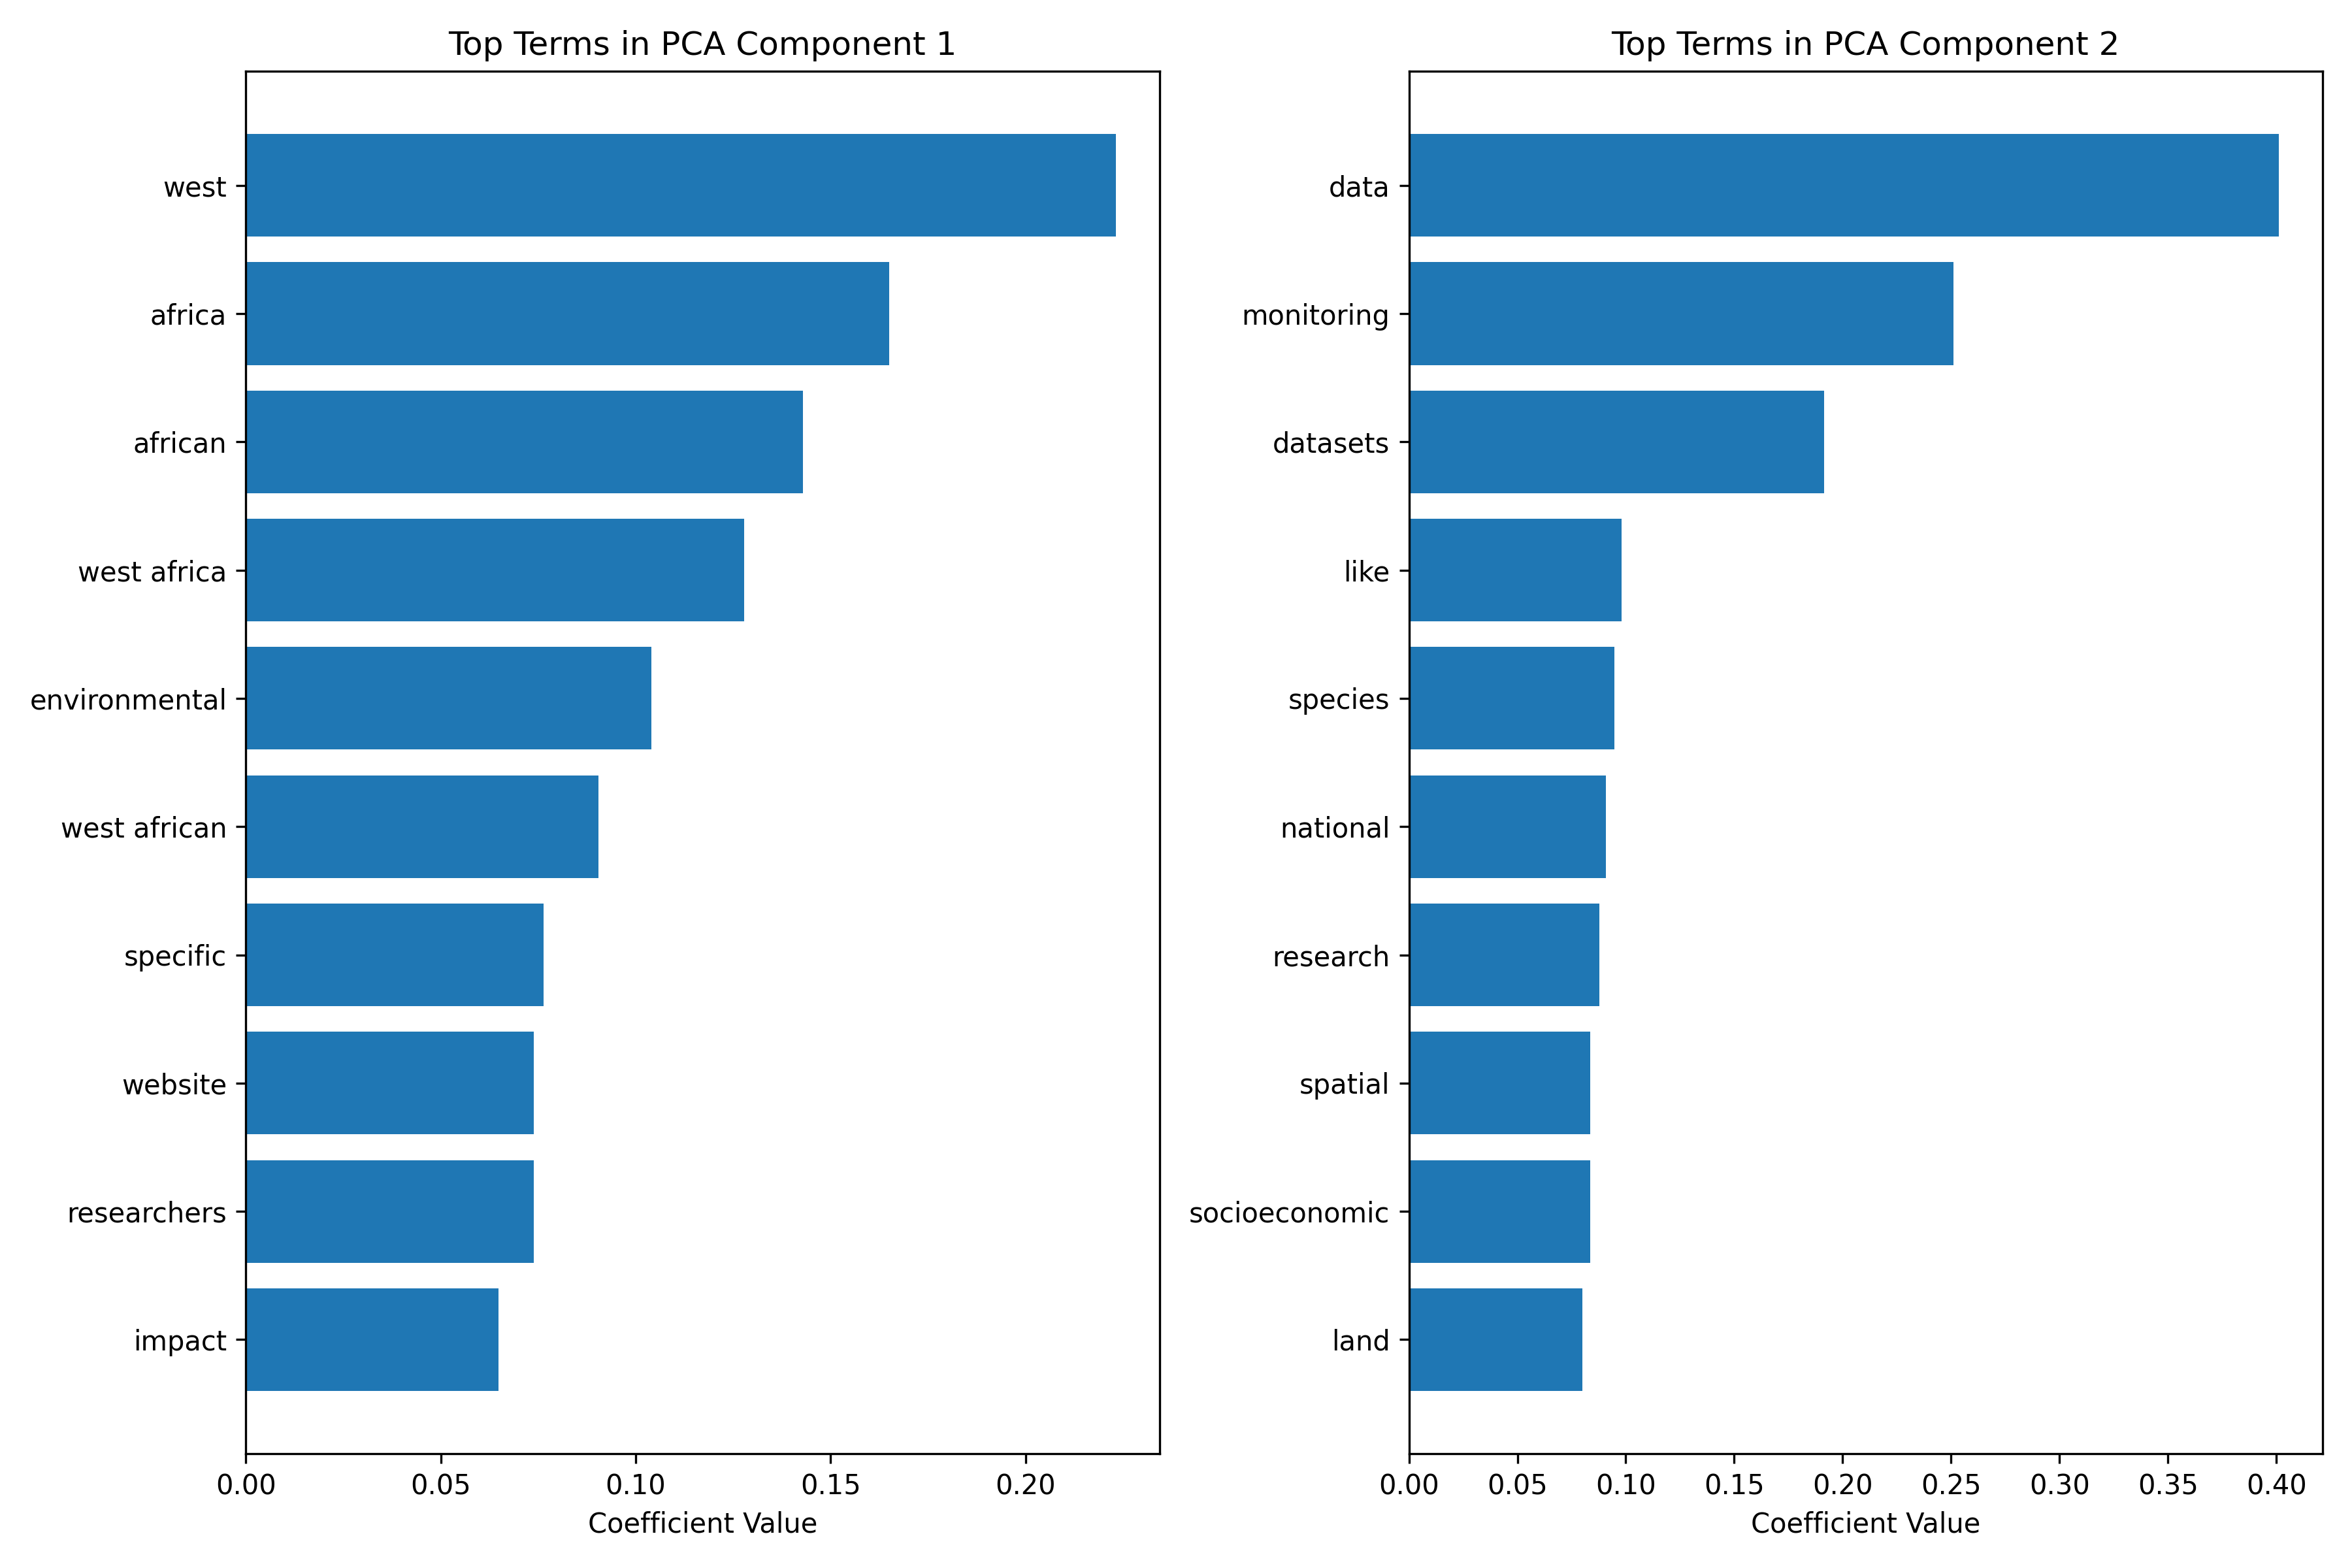 Top Terms in PCA Component 1
west
africa
african
west africa
environmental
west african
specific
website
researchers
impact
0.00 0.05 0.10 0.15 0.20
Coefficient Value
Top Terms in PCA Component 2
data
monitoring
datasets
like
species
national
research
spatial
socioeconomic
land
0.00 0.05 0.10 0.15 0.20 0.25 0.30 0.35 0.40
Coefficient Value